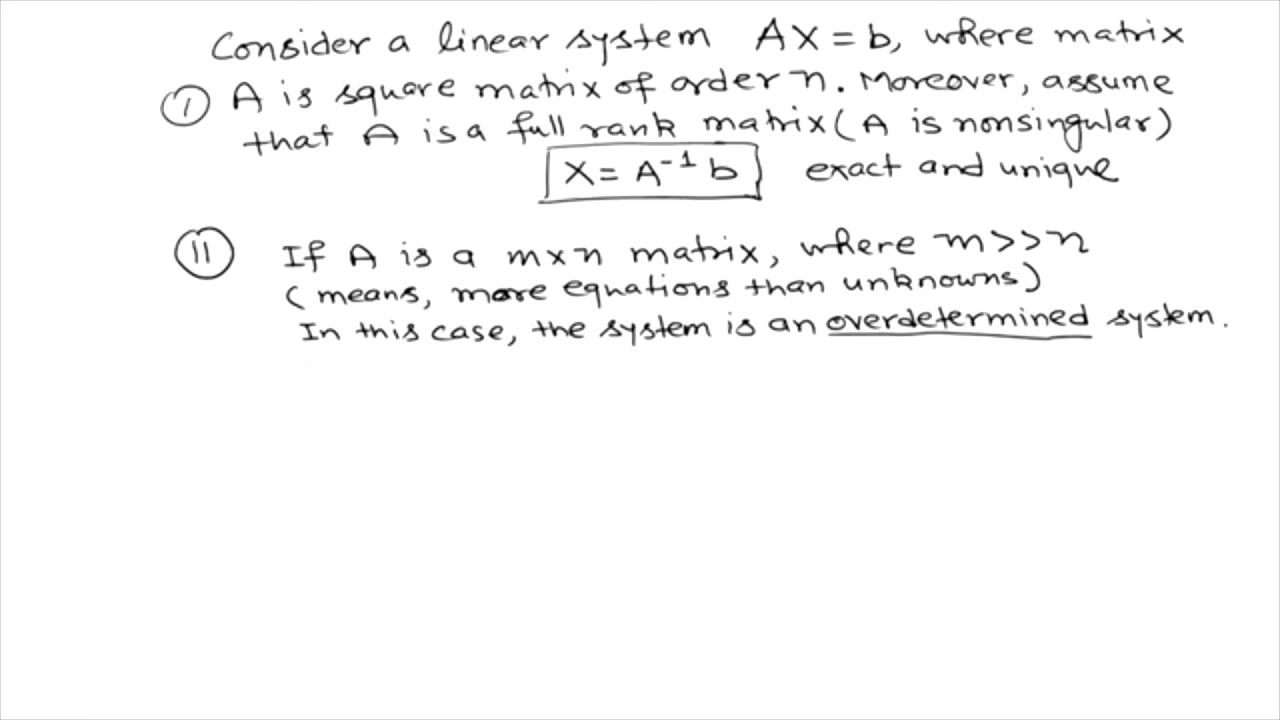 Consider a linear system AX = b, where matrix
① A is square matrix of order n. Moreover, assume
that A is a full rank matrix (A is nonsingular)
X = A⁻¹ b exact and unique
⑪ If A is a m×n matrix, where m>>n
(means, more equations than unknowns)
In this case, the system is an overdetermined system.